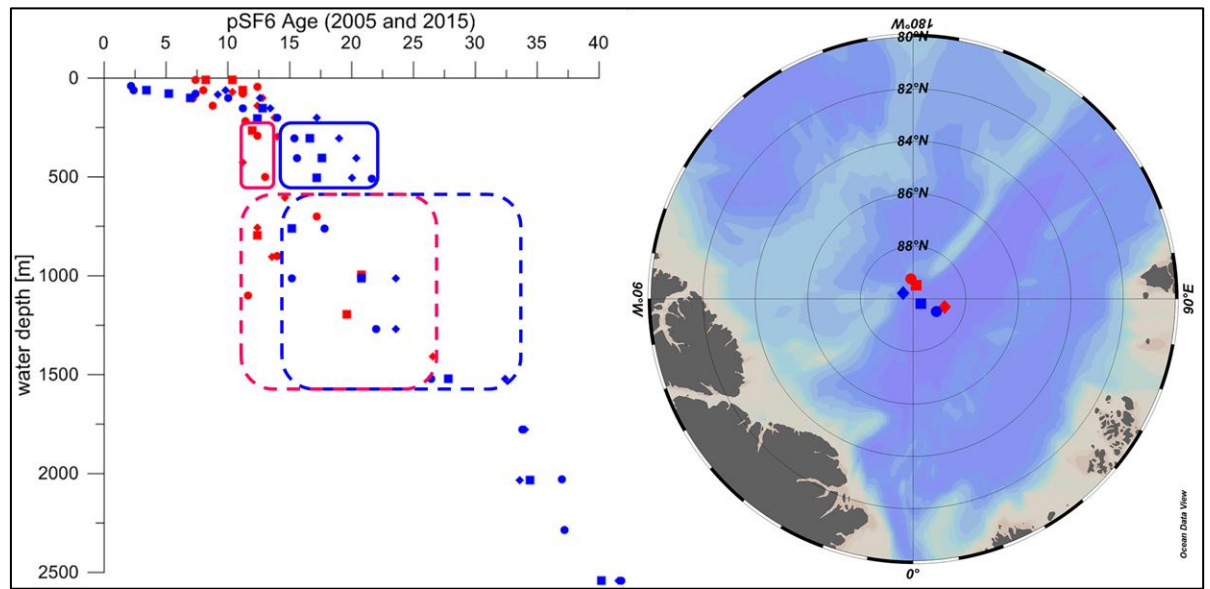 pSF6 Age (2005 and 2015)
0 5 10 15 20 25 30 35 40
water depth [m]
0
500
1000
1500
2000
2500
180°W
80°N
82°N
84°N
86°N
88°N
90°W
90°E
0°
Ocean Data View